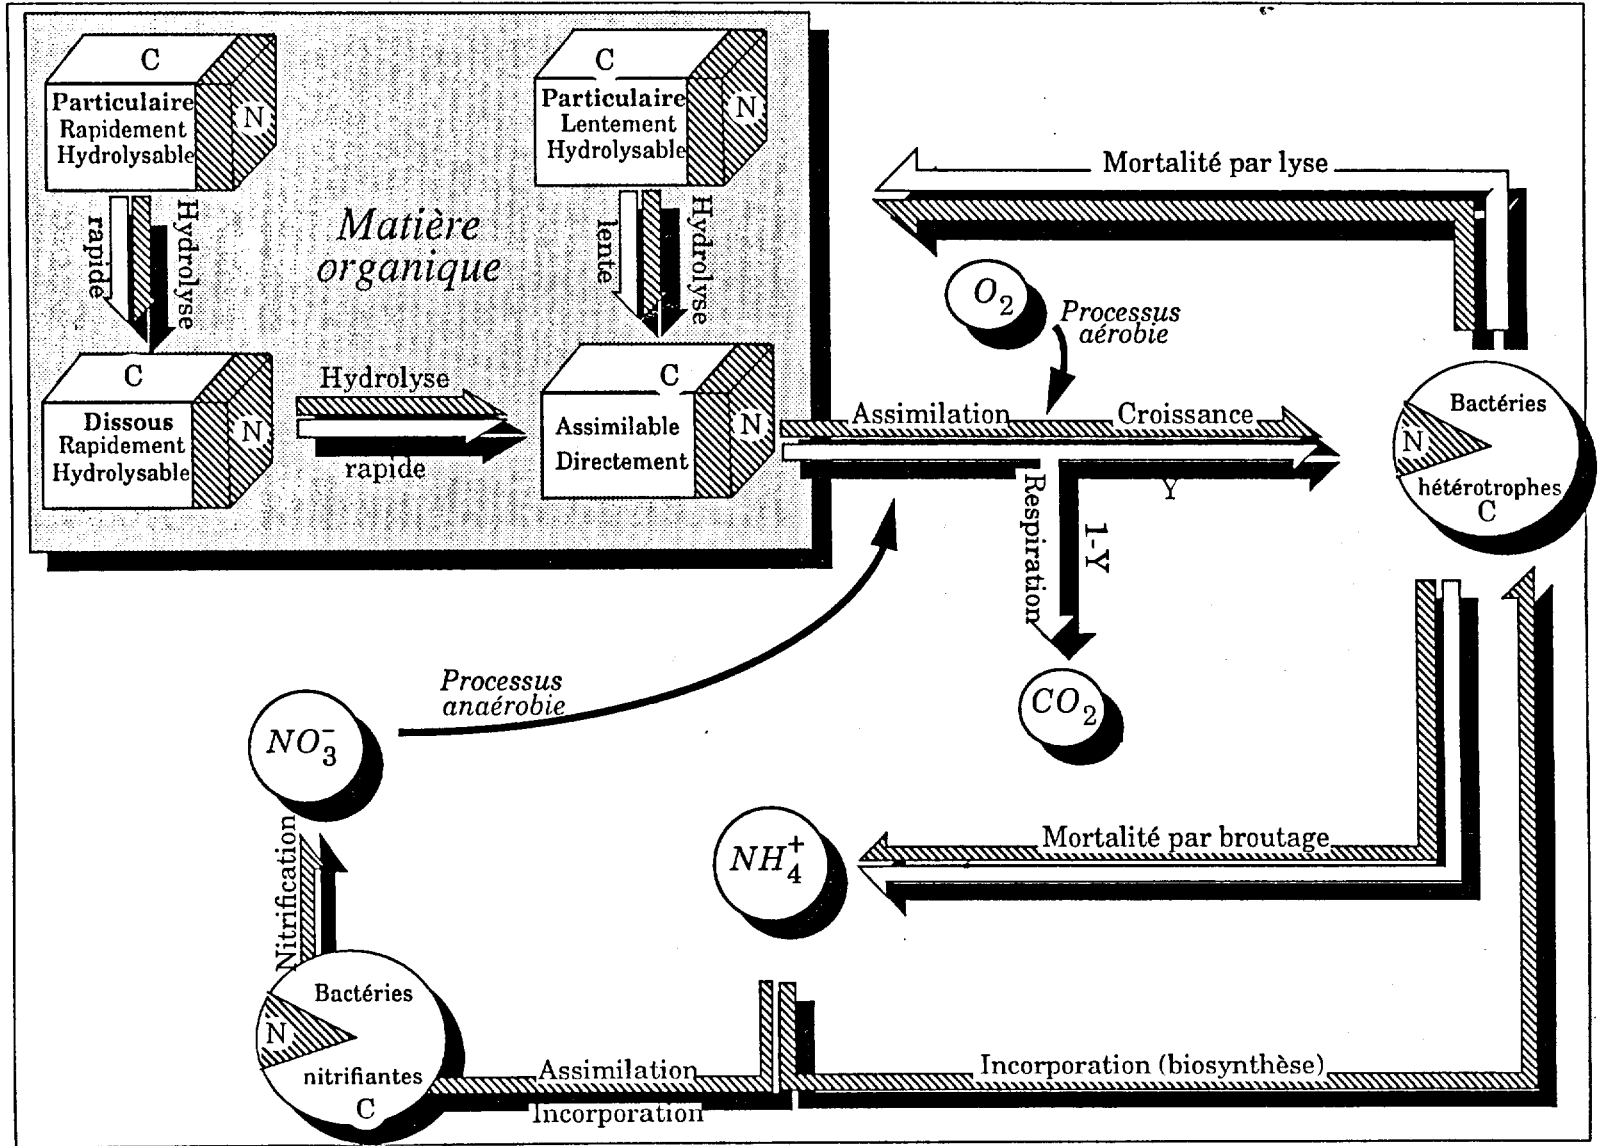 C
Particulaire
Rapidement
Hydrolysable
N
C
Particulaire
Lentement
Hydrolysable
N
Hydrolyse
rapide
Matière
organique
Hydrolyse
lente
C
Dissous
Rapidement
Hydrolysable
N
Hydrolyse
rapide
C
Assimilable
Directement
N
Mortalité par lyse
O2
Processus
aérobie
Assimilation
Croissance
Y
Respiration
1-Y
CO2
Bactéries
N
hétérotrophes
C
Processus
anaérobie
NO3-
Nitrification
NH4+
Mortalité par broutage
Bactéries
N
nitrifiantes
C
Assimilation
Incorporation
Incorporation (biosynthèse)